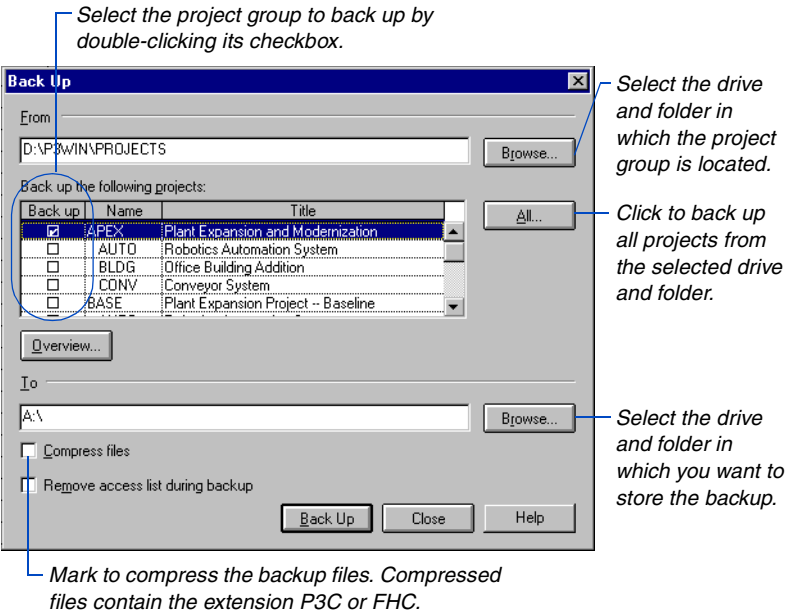 Select the project group to back up by
double-clicking its checkbox.
Back Up
From
D:\P3WIN\PROJECTS
Browse...
Select the drive
and folder in
which the project
group is located.
Back up the following projects:
Back up Name Title
APEX Plant Expansion and Modernization
AUTO Robotics Automation System
BLDG Office Building Addition
CONV Conveyor System
BASE Plant Expansion Project -- Baseline
All...
Click to back up
all projects from
the selected drive
and folder.
Overview...
To
A:\
Browse...
Select the drive
and folder in
which you want to
store the backup.
Compress files
Remove access list during backup
Back Up Close Help
Mark to compress the backup files. Compressed
files contain the extension P3C or FHC.